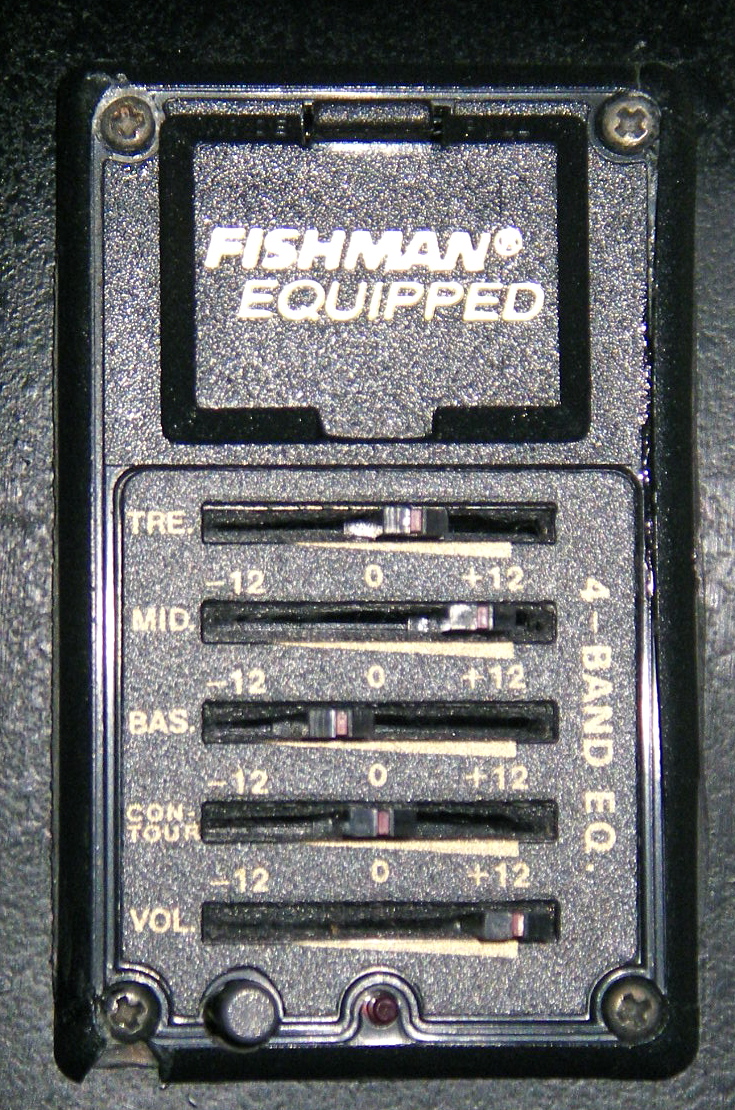 FISHMAN®
EQUIPPED
TRE.
-12 0 +12
MID.
-12 0 +12
BAS.
-12 0 +12
CON-
TOUR
-12 0 +12
VOL.
4-BAND EQ.